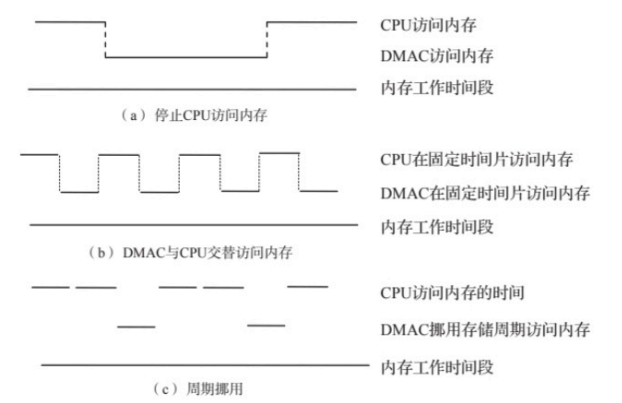 CPU访问内存
DMAC访问内存
内存工作时间段
（a） 停止CPU访问内存
CPU在固定时间片访问内存
DMAC在固定时间片访问内存
内存工作时间段
（b） DMAC与CPU交替访问内存
CPU访问内存的时间
DMAC挪用存储周期访问内存
内存工作时间段
（c） 周期挪用